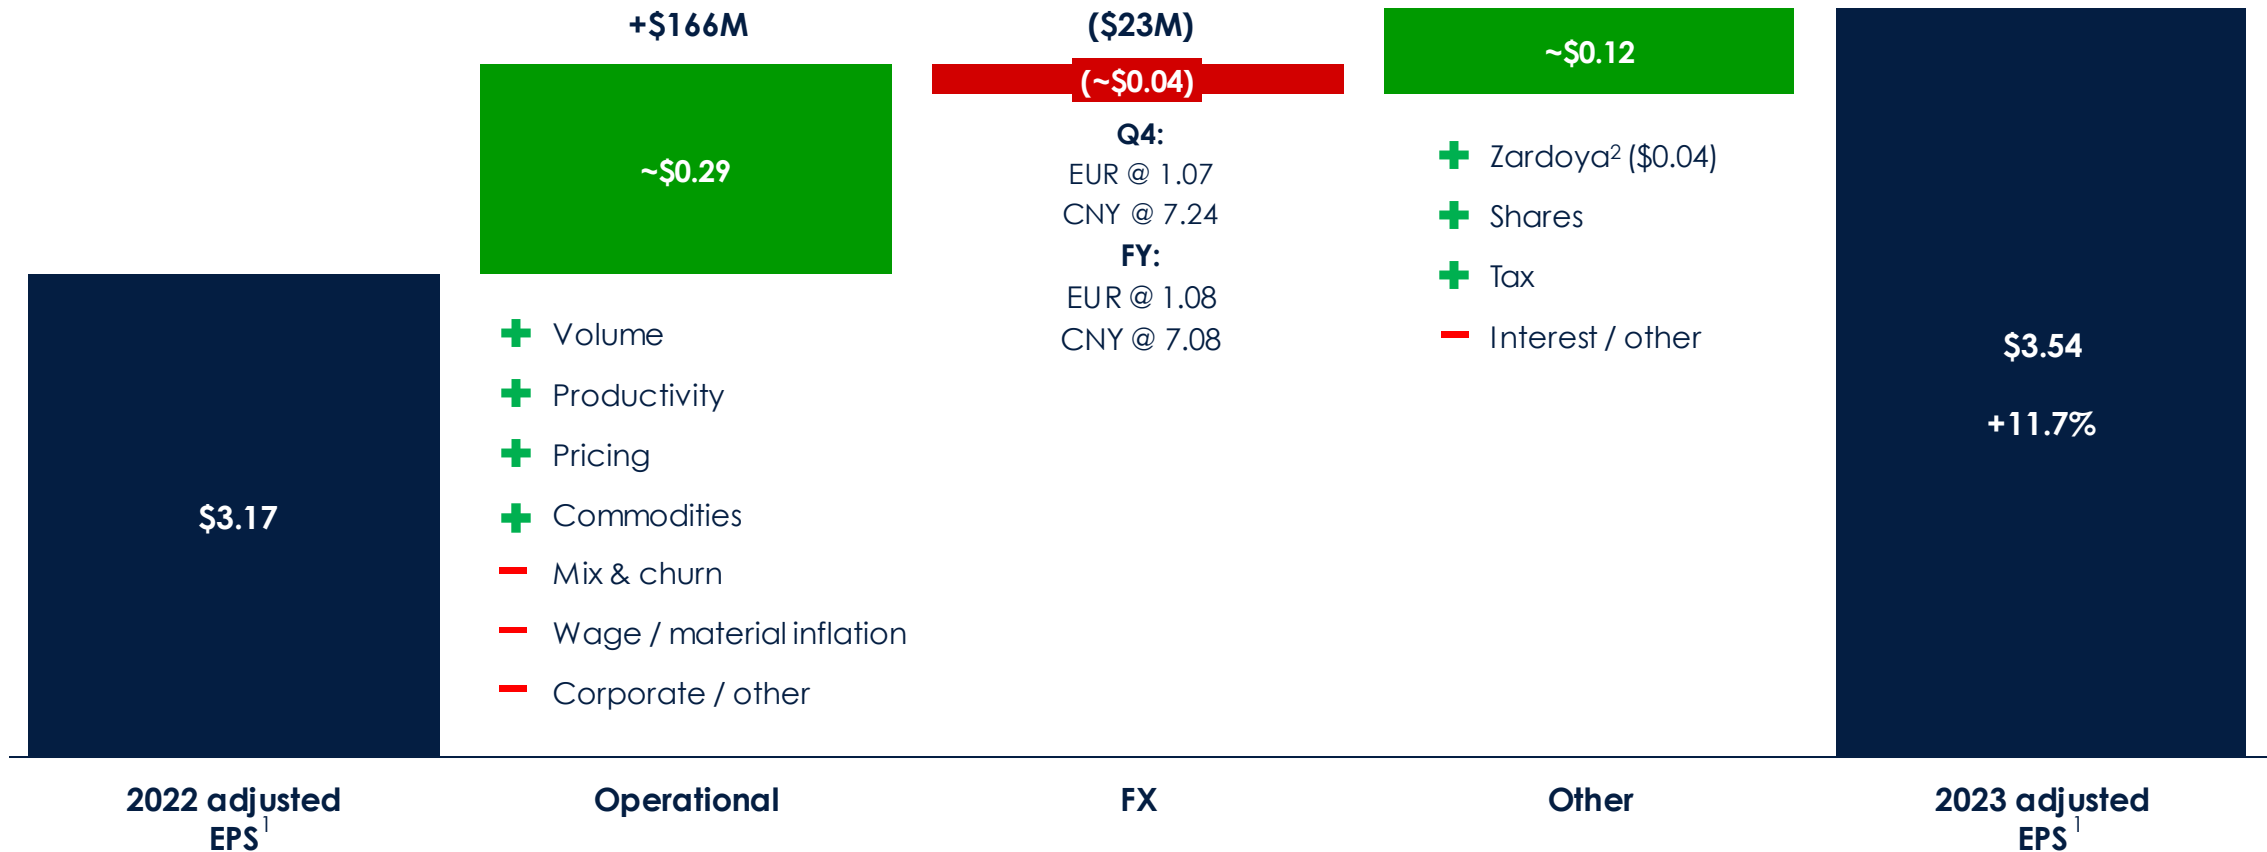 +$166M
($23M)
~$0.29
(~$0.04)
~$0.12
$3.17
$3.54
+11.7%
Volume
Productivity
Pricing
Commodities
Mix & churn
Wage / material inflation
Corporate / other
Q4:
EUR @ 1.07
CNY @ 7.24
FY:
EUR @ 1.08
CNY @ 7.08
Zardoya² ($0.04)
Shares
Tax
Interest / other
2022 adjusted
EPS¹
Operational
FX
Other
2023 adjusted
EPS¹